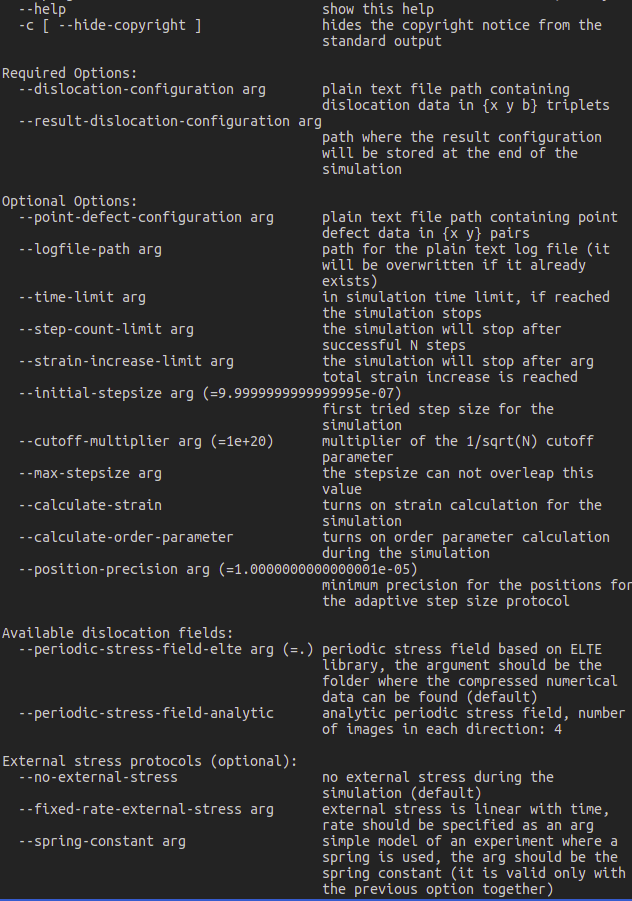 --help                            show this help
-c [ --hide-copyright ]           hides the copyright notice from the
standard output
Required Options:
--dislocation-configuration arg   plain text file path containing
dislocation data in {x y b} triplets
--result-dislocation-configuration arg
path where the result configuration
will be stored at the end of the
simulation
Optional Options:
--point-defect-configuration arg  plain text file path containing point
defect data in {x y} pairs
--logfile-path arg                path for the plain text log file (it
will be overwritten if it already
exists)
--time-limit arg                  in simulation time limit, if reached
the simulation stops
--step-count-limit arg            the simulation will stop after
successful N steps
--strain-increase-limit arg       the simulation will stop after arg
total strain increase is reached
--initial-stepsize arg (=9.9999999999999995e-07)
first tried step size for the
simulation
--cutoff-multiplier arg (=1e+20)  multiplier of the 1/sqrt(N) cutoff
parameter
--max-stepsize arg                the stepsize can not overleap this
value
--calculate-strain                turns on strain calculation for the
simulation
--calculate-order-parameter       turns on order parameter calculation
during the simulation
--position-precision arg (=1.0000000000000001e-05)
minimum precision for the positions for
the adaptive step size protocol
Available dislocation fields:
--periodic-stress-field-elte arg (=.) periodic stress field based on ELTE
library, the argument should be the
folder where the compressed numerical
data can be found (default)
--periodic-stress-field-analytic  analytic periodic stress field, number
of images in each direction: 4
External stress protocols (optional):
--no-external-stress              no external stress during the
simulation (default)
--fixed-rate-external-stress arg  external stress is linear with time,
rate should be specified as an arg
--spring-constant arg             simple model of an experiment where a
spring is used, the arg should be the
spring constant (it is valid only with
the previous option together)